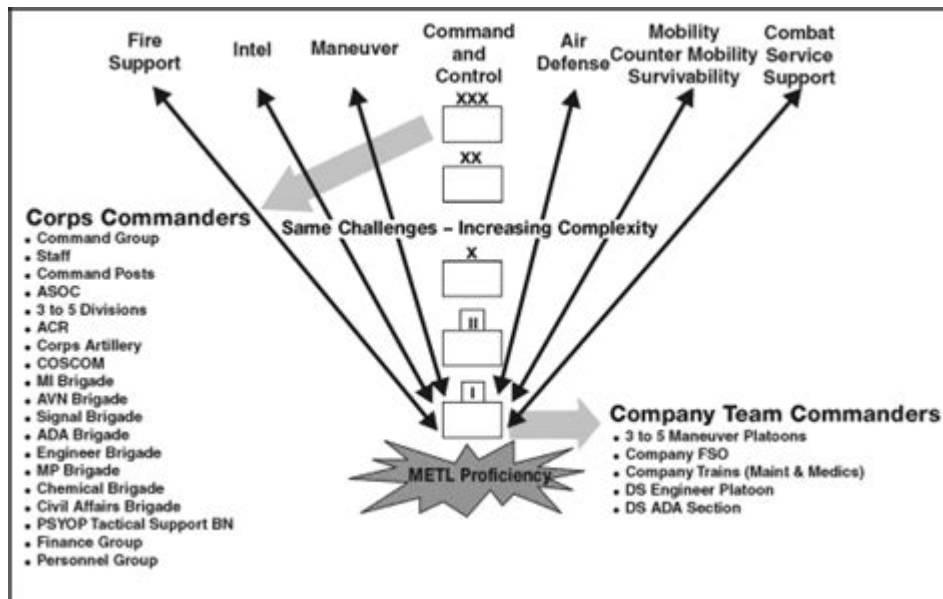 Fire
Support
Intel
Maneuver
Command
and
Control
Air
Defense
Mobility
Counter Mobility
Survivability
Combat
Service
Support
XXX
XX
Same Challenges – Increasing Complexity
X
II
I
METL Proficiency
Corps Commanders
• Command Group
• Staff
• Command Posts
• ASOC
• 3 to 5 Divisions
• ACR
• Corps Artillery
• COSCOM
• MI Brigade
• AVN Brigade
• Signal Brigade
• ADA Brigade
• Engineer Brigade
• MP Brigade
• Chemical Brigade
• Civil Affairs Brigade
• PSYOP Tactical Support BN
• Finance Group
• Personnel Group
Company Team Commanders
• 3 to 5 Maneuver Platoons
• Company FSO
• Company Trains (Maint & Medics)
• DS Engineer Platoon
• DS ADA Section